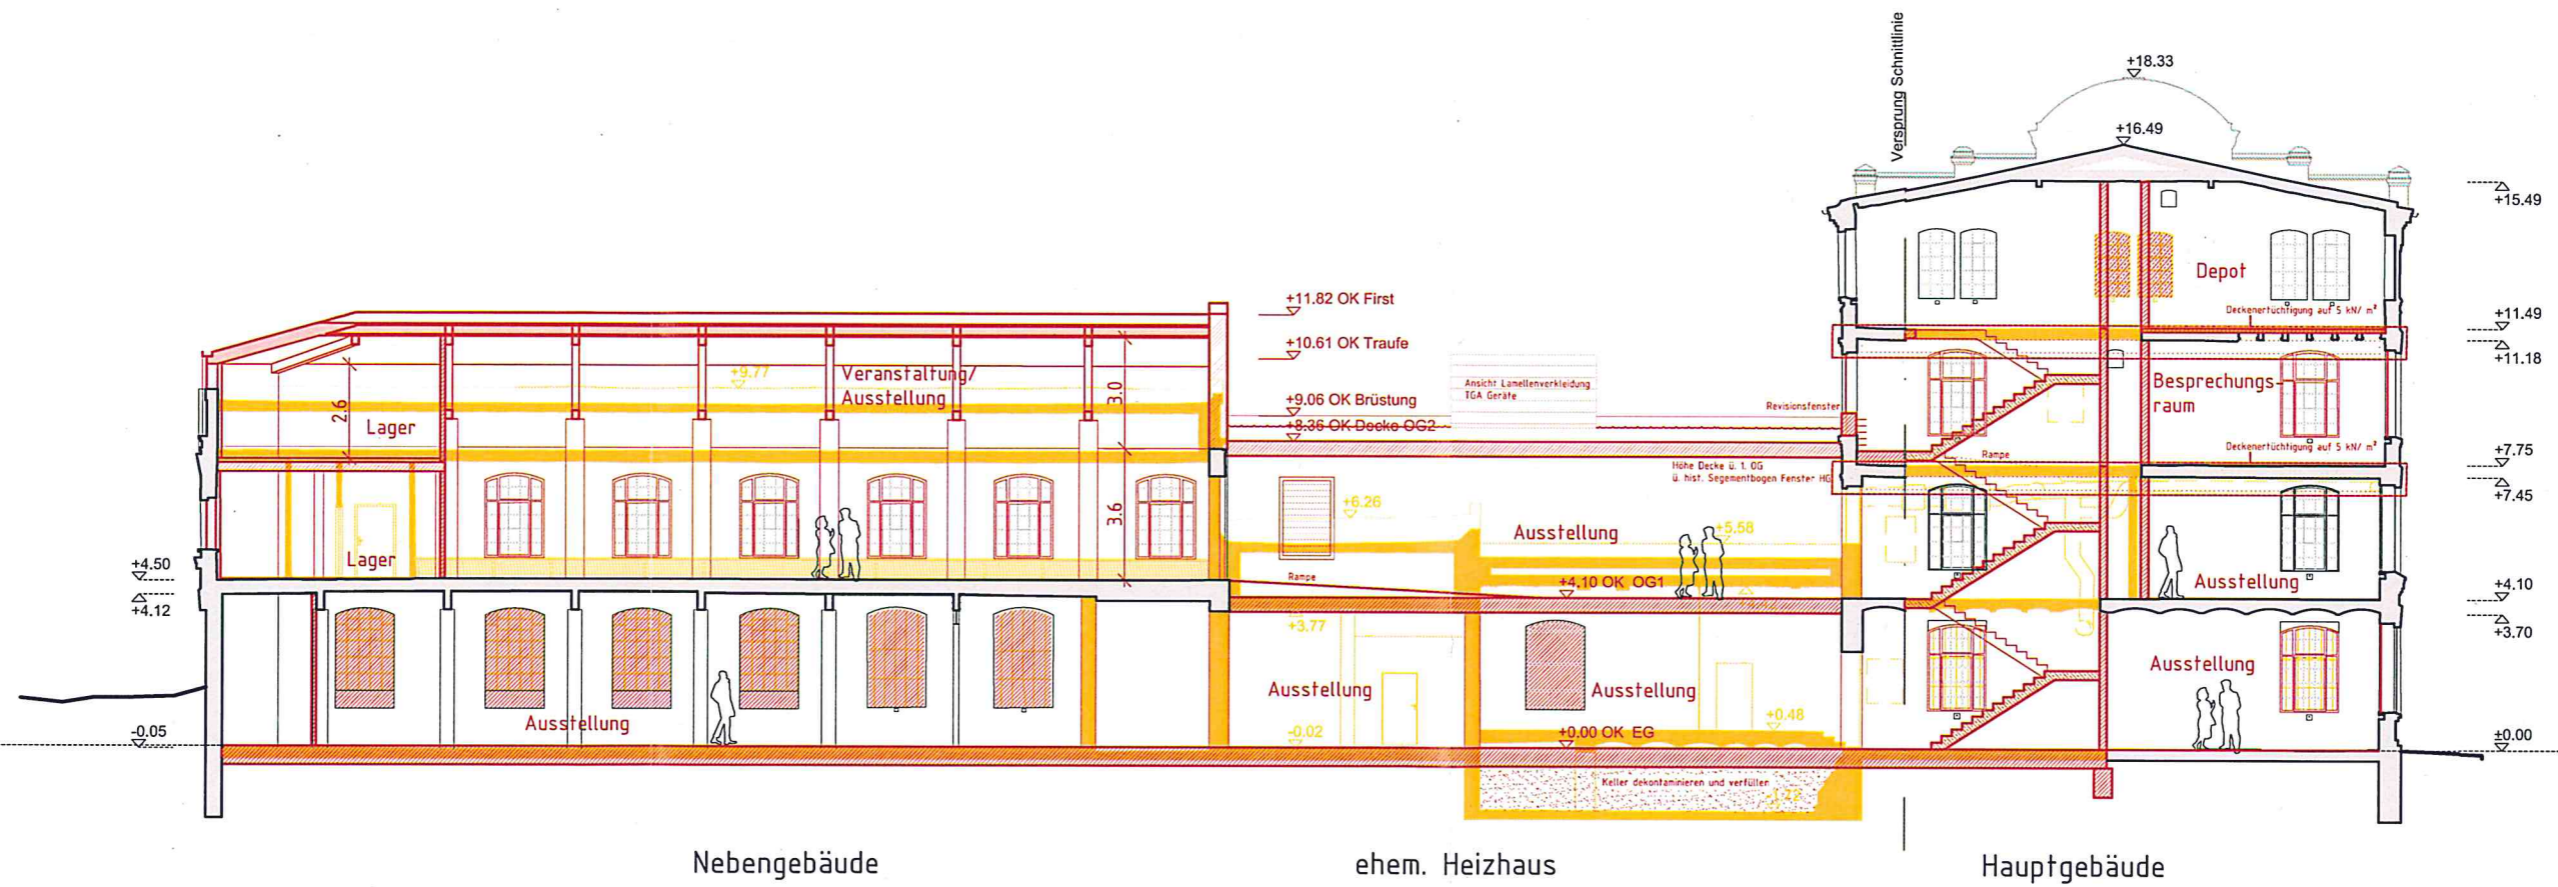 Versprung Schnittlinie
+18.33
+16.49
+15.49
Depot
Deckenertüchtigung auf 5 kN/ m²
+11.49
+11.18
+11.82 OK First
+10.61 OK Traufe
+9.77
Veranstaltung/
Ausstellung
3.0
2.6
Lager
Ansicht Lamellenverkleidung
TGA Geräte
+9.06 OK Brüstung
Revisionsfenster
+8.36 OK Decke OG2
Besprechungs-
raum
Deckenertüchtigung auf 5 kN/ m²
Rampe
+7.75
+7.45
Höhe Decke ü. 1. OG
ü. hist. Segementbogen Fenster HG
+6.26
3.6
Ausstellung
+5.58
Lager
+4.50
+4.12
Rampe
+4.10 OK OG1
Ausstellung
+4.10
+3.70
+3.77
Ausstellung
Ausstellung
Ausstellung
Ausstellung
+0.48
-0.05
-0.02
+0.00 OK EG
±0.00
Keller dekontaminieren und verfüllen
Nebengebäude
ehem. Heizhaus
Hauptgebäude